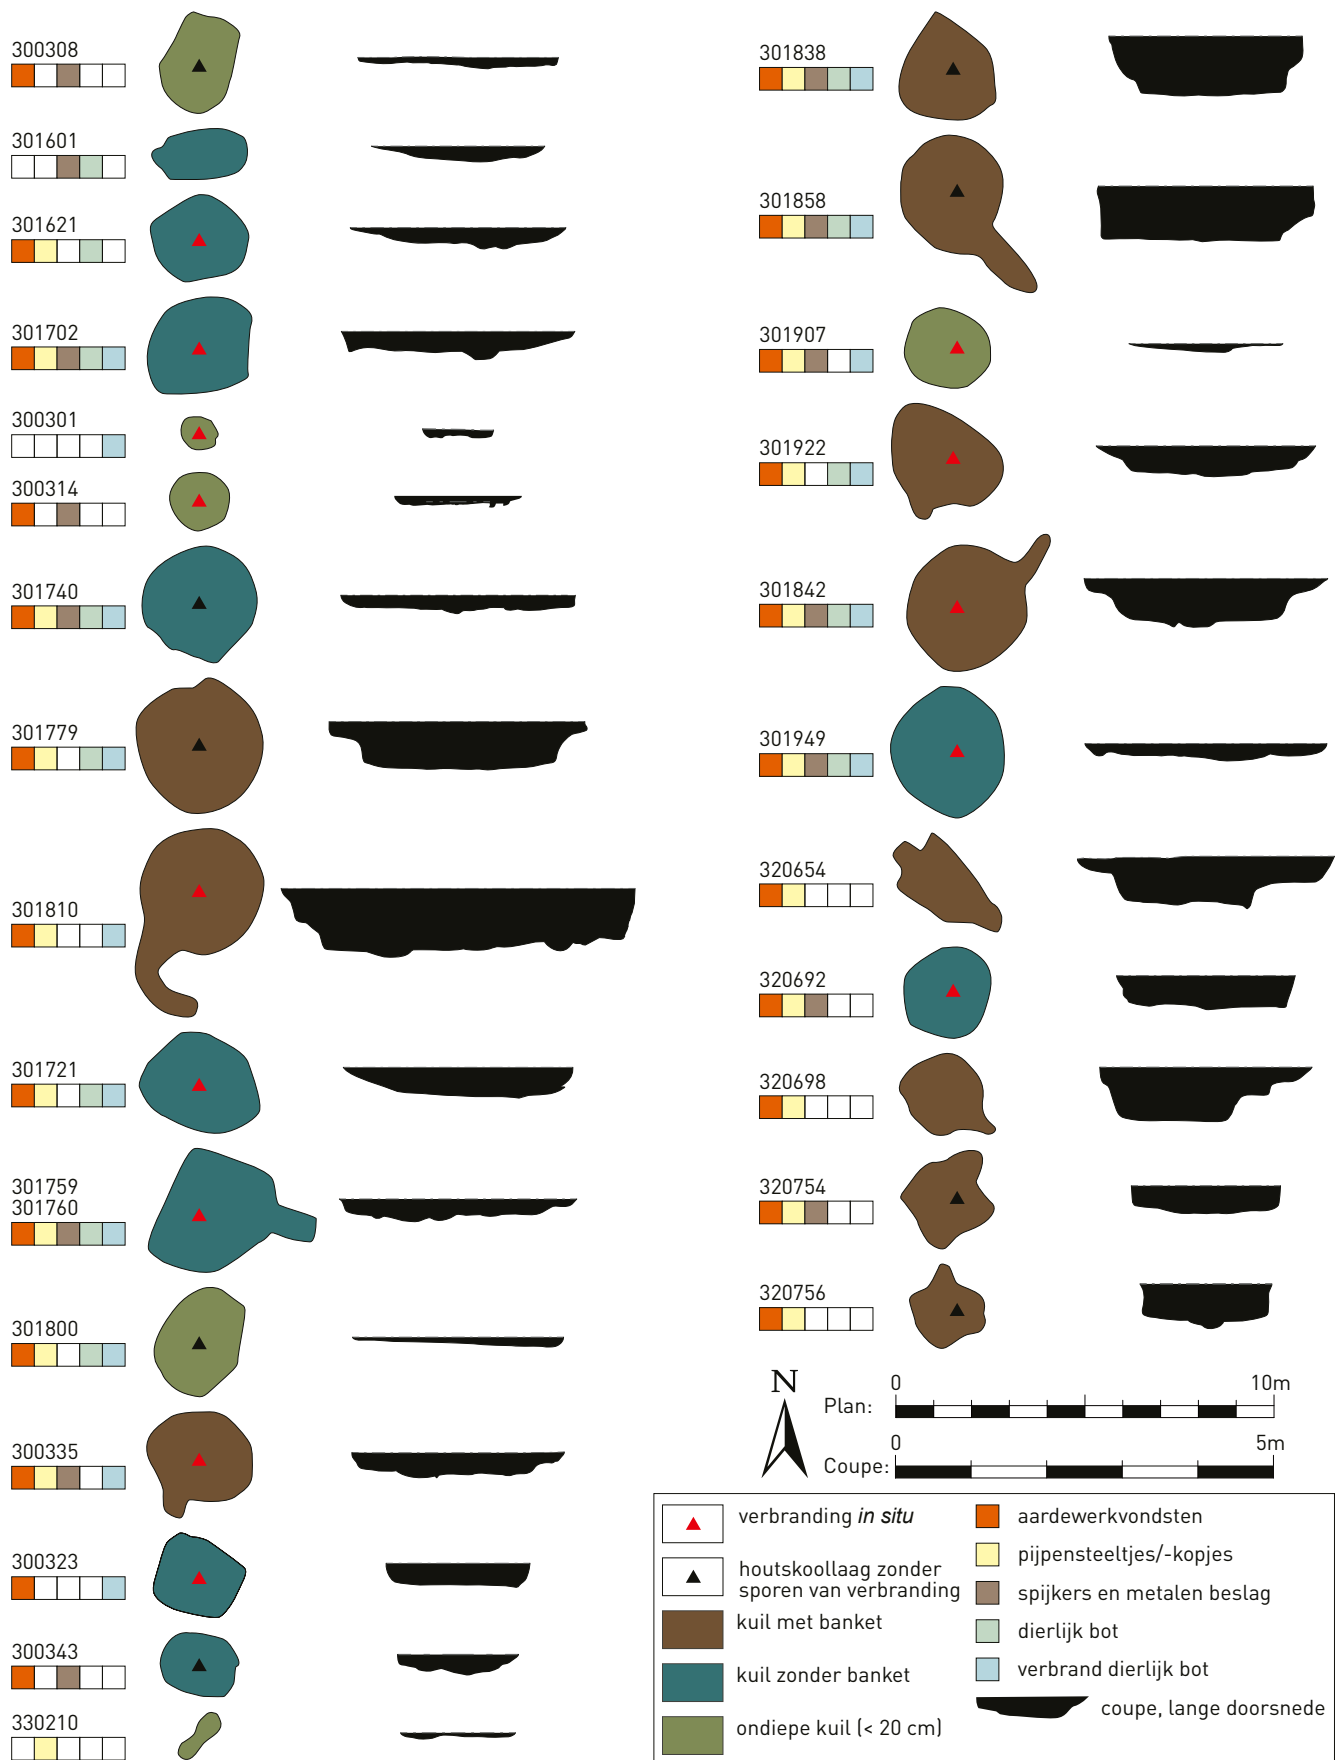 300308
301601
301621
301702
300301
300314
301740
301779
301810
301721
301759
301760
301800
300335
300323
300343
330210
301838
301858
301907
301922
301842
301949
320654
320692
320698
320754
320756
N
Plan:
0
10m
Coupe:
0
5m
verbranding in situ
houtskoollaag zonder
sporen van verbranding
kuil met banket
kuil zonder banket
ondiepe kuil (< 20 cm)
aardewerkvondsten
pijpensteeltjes/-kopjes
spijkers en metalen beslag
dierlijk bot
verbrand dierlijk bot
coupe, lange doorsnede